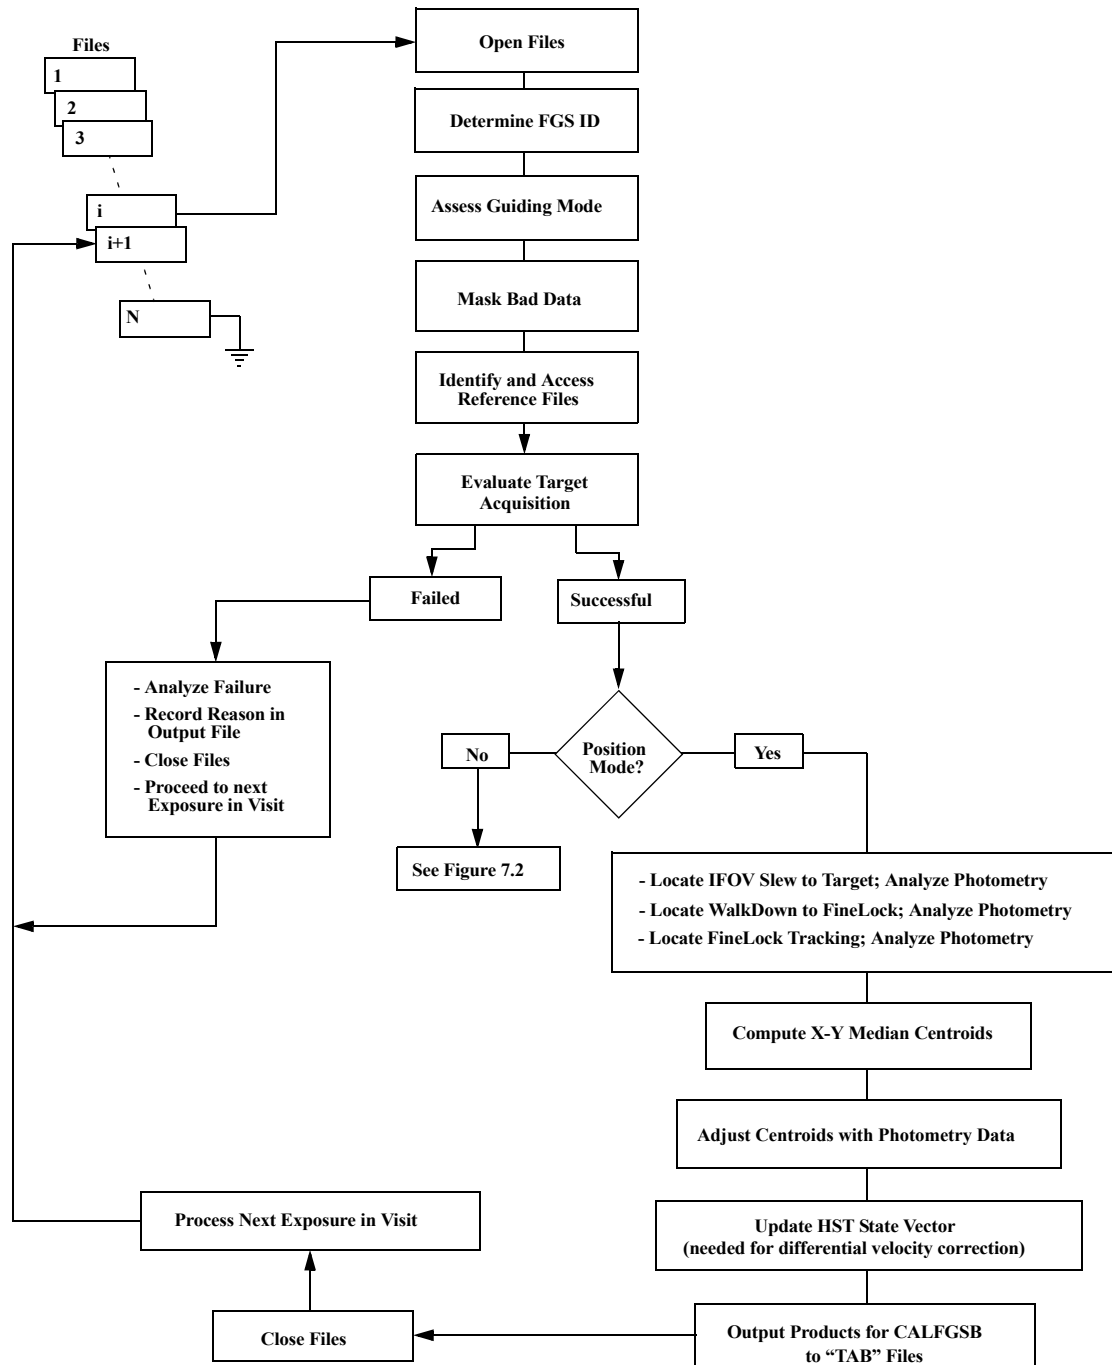 Files
1
2
3
i
i+1
N
Open Files
Determine FGS ID
Assess Guiding Mode
Mask Bad Data
Identify and Access
Reference Files
Evaluate Target
Acquisition
Failed
Successful
- Analyze Failure
- Record Reason in
Output File
- Close Files
- Proceed to next
Exposure in Visit
No
Position
Mode?
Yes
See Figure 7.2
- Locate IFOV Slew to Target; Analyze Photometry
- Locate WalkDown to FineLock; Analyze Photometry
- Locate FineLock Tracking; Analyze Photometry
Compute X-Y Median Centroids
Adjust Centroids with Photometry Data
Update HST State Vector
(needed for differential velocity correction)
Output Products for CALFGSB
to “TAB” Files
Close Files
Process Next Exposure in Visit